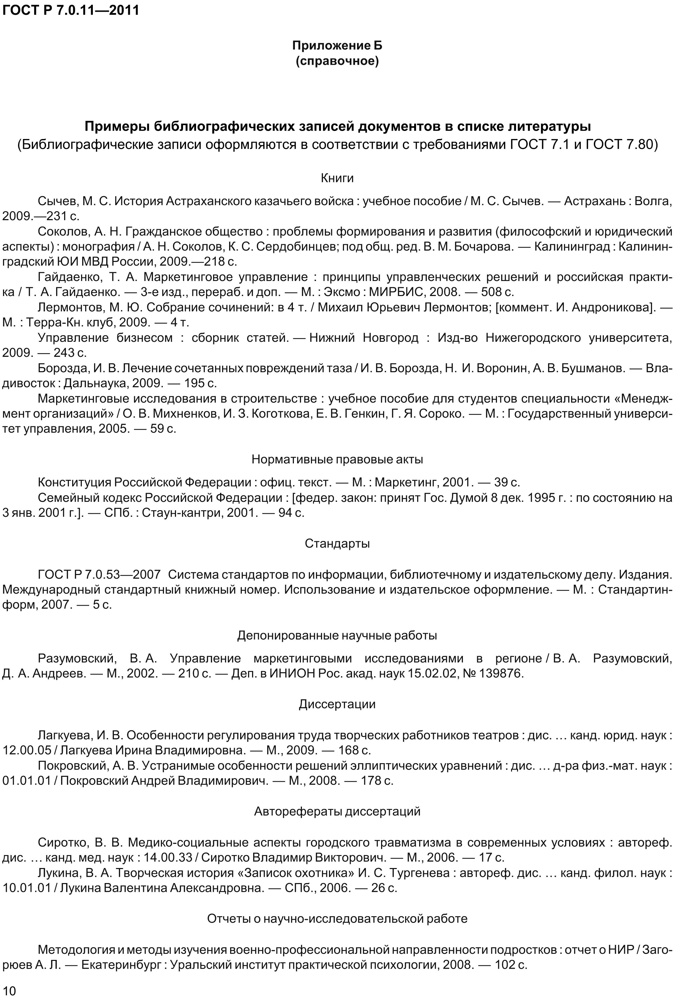 ГОСТ Р 7.0.11—2011
Приложение Б
(справочное)
Примеры библиографических записей документов в списке литературы
(Библиографические записи оформляются в соответствии с требованиями ГОСТ 7.1 и ГОСТ 7.80)
Книги
Сычев, М. С. История Астраханского казачьего войска : учебное пособие / М. С. Сычев. — Астрахань : Волга,
2009.—231 с.
Соколов, А. Н. Гражданское общество : проблемы формирования и развития (философский и юридический
аспекты) : монография / А. Н. Соколов, К. С. Сердобинцев; под общ. ред. В. М. Бочарова. — Калининград : Калинин-
градский ЮИ МВД России, 2009.—218 с.
Гайдаенко, Т. А. Маркетинговое управление : принципы управленческих решений и российская практи-
ка / Т. А. Гайдаенко. — 3-е изд., перераб. и доп. — М. : Эксмо : МИРБИС, 2008. — 508 с.
Лермонтов, М. Ю. Собрание сочинений: в 4 т. / Михаил Юрьевич Лермонтов; [коммент. И. Андроникова]. —
М. : Терра-Кн. клуб, 2009. — 4 т.
Управление бизнесом : сборник статей. — Нижний Новгород : Изд-во Нижегородского университета,
2009. — 243 с.
Борозда, И. В. Лечение сочетанных повреждений таза / И. В. Борозда, Н. И. Воронин, А. В. Бушманов. — Вла-
дивосток : Дальнаука, 2009. — 195 с.
Маркетинговые исследования в строительстве : учебное пособие для студентов специальности «Менедж-
мент организаций» / О. В. Михненков, И. З. Коготкова, Е. В. Генкин, Г. Я. Сороко. — М. : Государственный универси-
тет управления, 2005. — 59 с.
Нормативные правовые акты
Конституция Российской Федерации : офиц. текст. — М. : Маркетинг, 2001. — 39 с.
Семейный кодекс Российской Федерации : [федер. закон: принят Гос. Думой 8 дек. 1995 г. : по состоянию на
3 янв. 2001 г.]. — СПб. : Стаун-кантри, 2001. — 94 с.
Стандарты
ГОСТ Р 7.0.53—2007 Система стандартов по информации, библиотечному и издательскому делу. Издания.
Международный стандартный книжный номер. Использование и издательское оформление. — М. : Стандартин-
форм, 2007. — 5 с.
Депонированные научные работы
Разумовский, В. А. Управление маркетинговыми исследованиями в регионе / В. А. Разумовский,
Д. А. Андреев. — М., 2002. — 210 с. — Деп. в ИНИОН Рос. акад. наук 15.02.02, № 139876.
Диссертации
Лагкуева, И. В. Особенности регулирования труда творческих работников театров : дис. … канд. юрид. наук :
12.00.05 / Лагкуева Ирина Владимировна. — М., 2009. — 168 с.
Покровский, А. В. Устранимые особенности решений эллиптических уравнений : дис. … д-ра физ.-мат. наук :
01.01.01 / Покровский Андрей Владимирович. — М., 2008. — 178 с.
Авторефераты диссертаций
Сиротко, В. В. Медико-социальные аспекты городского травматизма в современных условиях : автореф.
дис. … канд. мед. наук : 14.00.33 / Сиротко Владимир Викторович. — М., 2006. — 17 с.
Лукина, В. А. Творческая история «Записок охотника» И. С. Тургенева : автореф. дис. … канд. филол. наук :
10.01.01 / Лукина Валентина Александровна. — СПб., 2006. — 26 с.
Отчеты о научно-исследовательской работе
Методология и методы изучения военно-профессиональной направленности подростков : отчет о НИР / Заго-
рюев А. Л. — Екатеринбург : Уральский институт практической психологии, 2008. — 102 с.
10